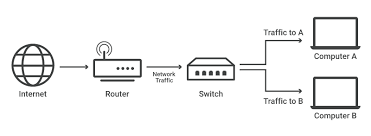 Traffic to A
Computer A
Network
Traffic
Internet
Router
Switch
Traffic to B
Computer B